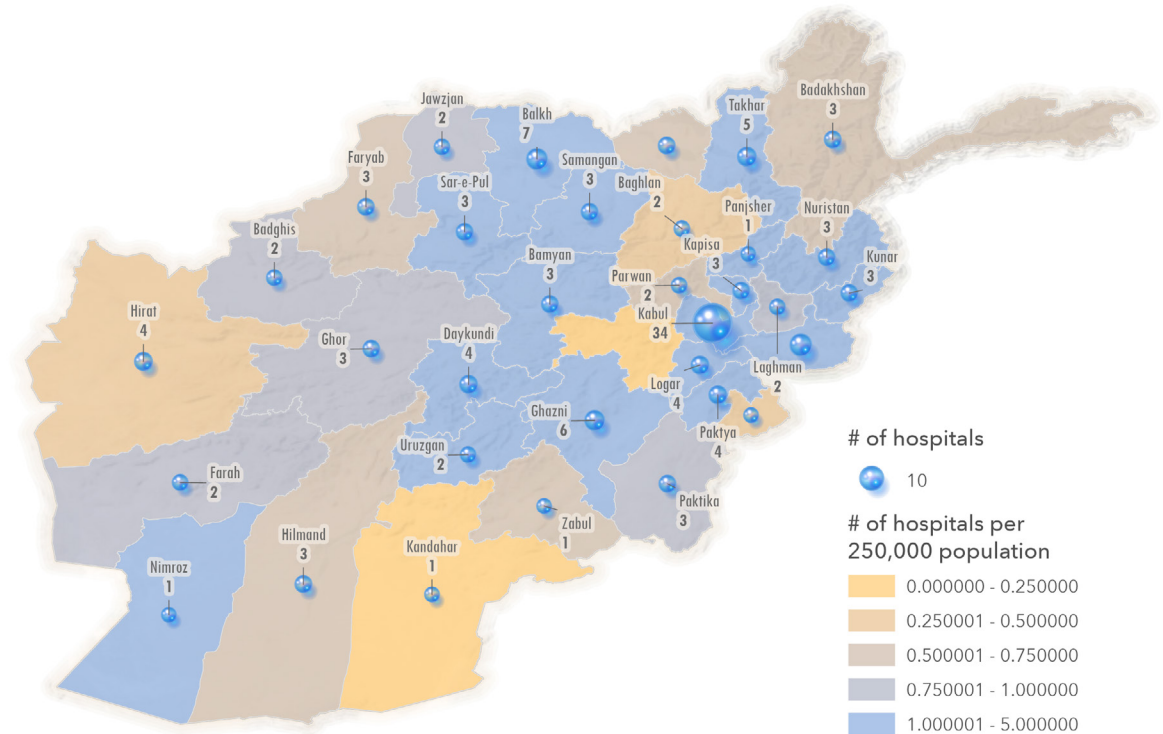 Jawzjan
2
Balkh
7
Takhar
5
Badakhshan
3
Faryab
3
Sar-e-Pul
3
Samangan
3
Baghlan
2
Panjsher
1
Nuristan
3
Badghis
2
Bamyan
3
Kapisa
3
Kunar
3
Parwan
2
Hirat
4
Kabul
34
Ghor
3
Daykundi
4
Laghman
2
Logar
4
Ghazni
6
Paktya
4
Uruzgan
2
Farah
2
Paktika
3
Zabul
1
Hilmand
3
Kandahar
1
Nimroz
1
# of hospitals
10
# of hospitals per
250,000 population
0.000000 - 0.250000
0.250001 - 0.500000
0.500001 - 0.750000
0.750001 - 1.000000
1.000001 - 5.000000